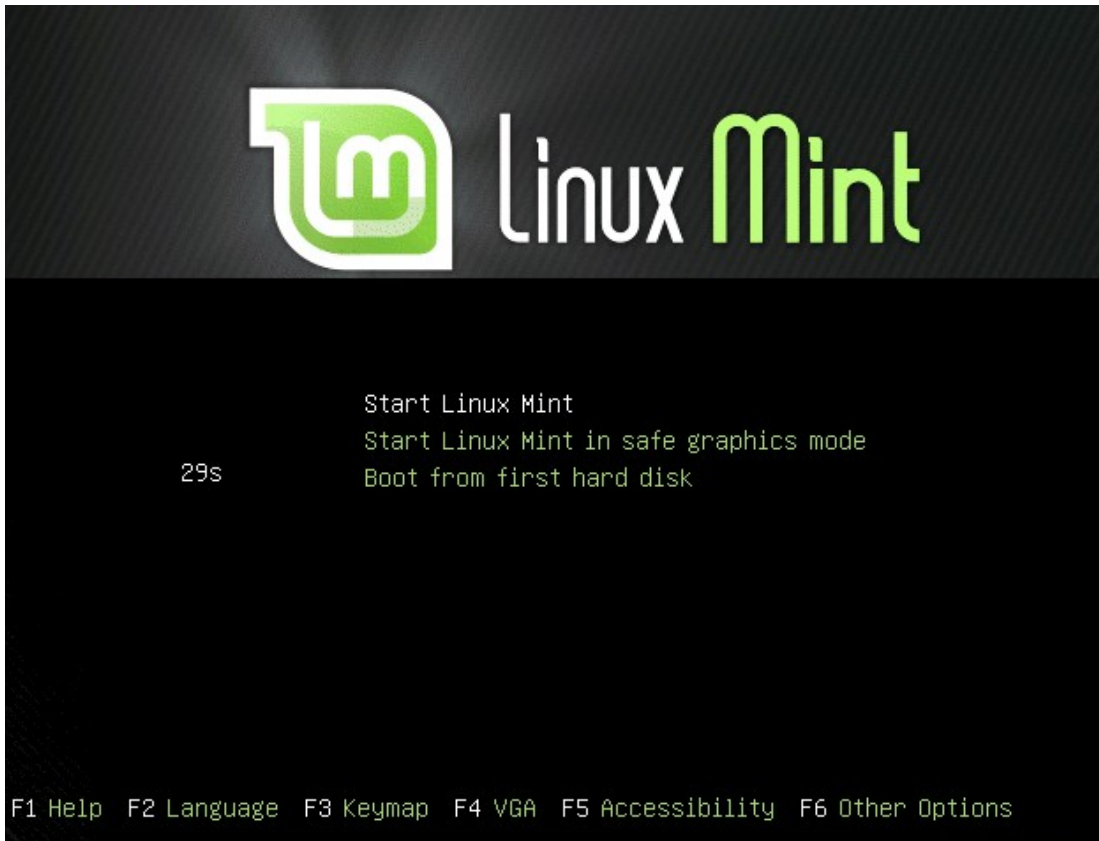 lm Linux Mint
Start Linux Mint
Start Linux Mint in safe graphics mode
29s
Boot from first hard disk
F1 Help F2 Language F3 Keymap F4 VGA F5 Accessibility F6 Other Options